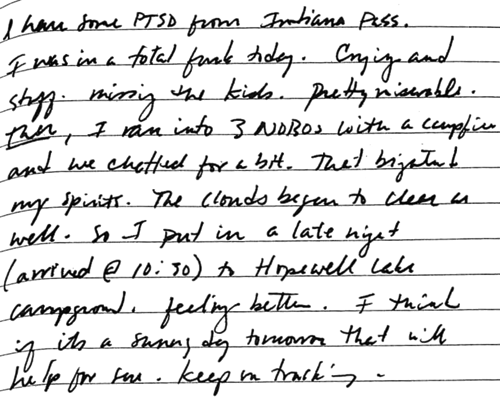 I have some PTSD from Indiana Pass.
I was in a total funk today. Crying and
stuff. missing the kids. Pretty miserable.
then, I ran into 3 NOBOs with a campfire
and we chatted for a bit. That brightened
my spirits. The clouds began to clear as
well. So I put in a late night
(arrived @ 10:30) to Hopewell Lake
campground. feeling better. I think
if its a sunny day tomorrow that will
help for sure. Keep on trucking.